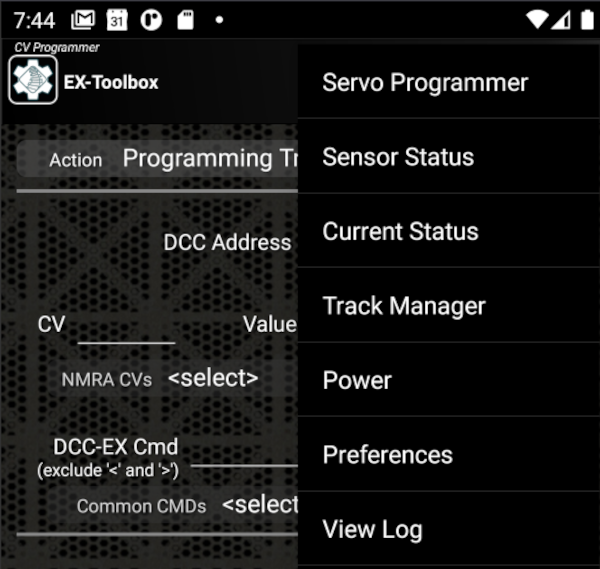 7:44
31
CV Programmer
EX-Toolbox
Action Programming Tr
DCC Address
CV Value
NMRA CVs <select>
DCC-EX Cmd
(exclude '<' and '>')
Common CMDs <select
Servo Programmer
Sensor Status
Current Status
Track Manager
Power
Preferences
View Log